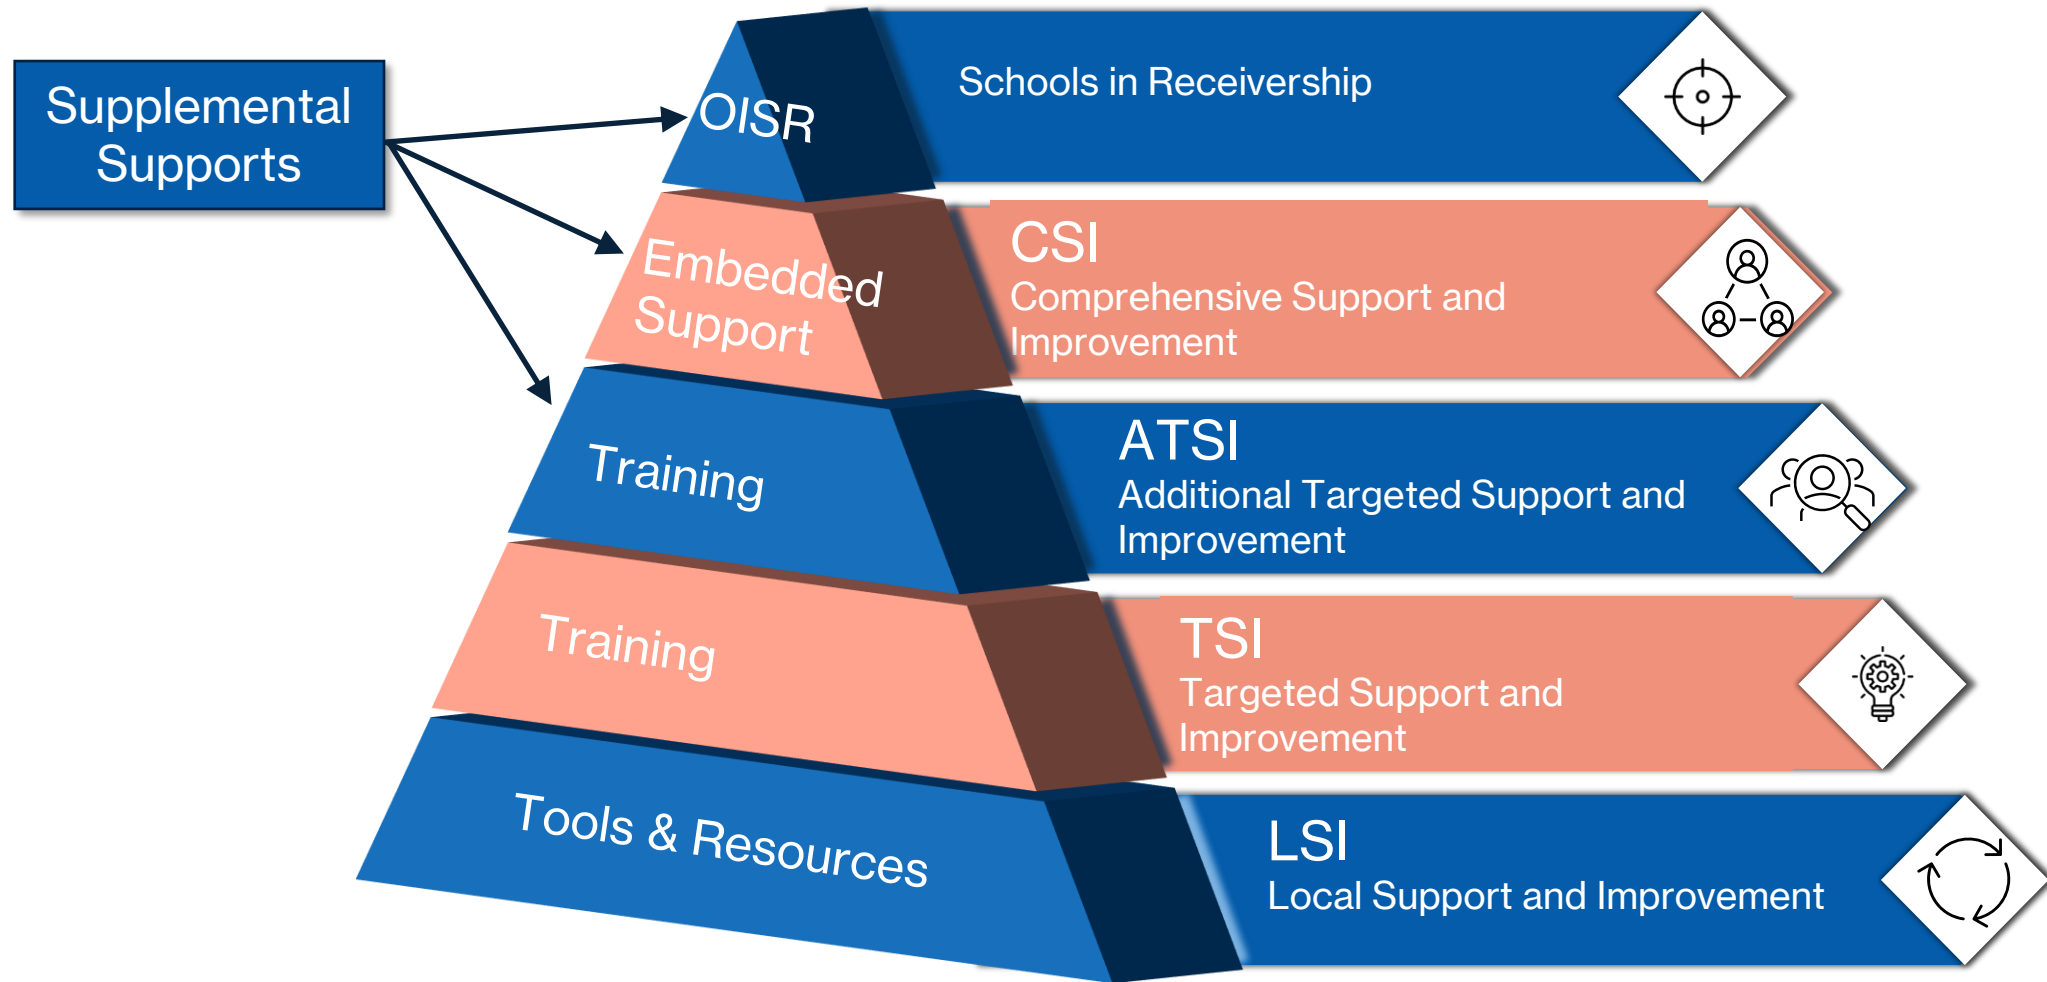 Supplemental
Supports
OISR
Schools in Receivership
Embedded
Support
CSI
Comprehensive Support and
Improvement
Training
ATSI
Additional Targeted Support and
Improvement
Training
TSI
Targeted Support and
Improvement
Tools & Resources
LSI
Local Support and Improvement